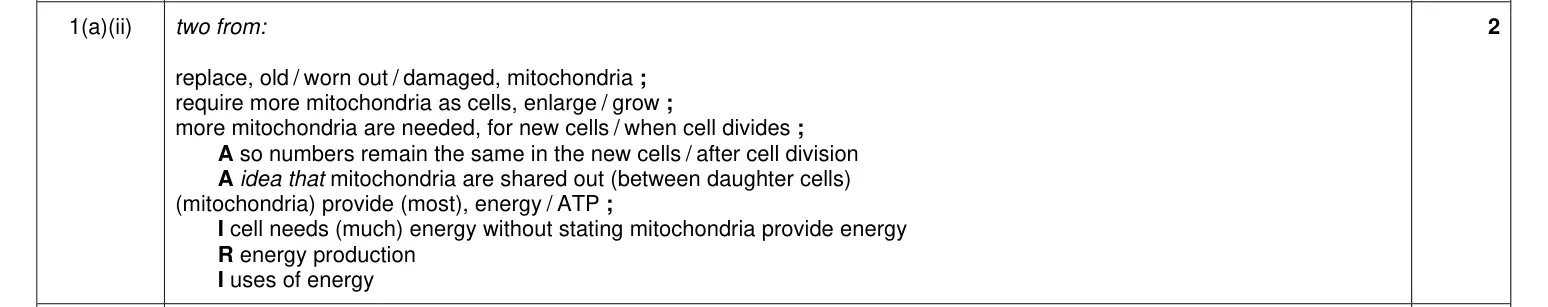 1(a)(ii) two from: 2
replace, old / worn out / damaged, mitochondria ;
require more mitochondria as cells, enlarge / grow ;
more mitochondria are needed, for new cells / when cell divides ;
A so numbers remain the same in the new cells / after cell division
A idea that mitochondria are shared out (between daughter cells)
(mitochondria) provide (most), energy / ATP ;
I cell needs (much) energy without stating mitochondria provide energy
R energy production
I uses of energy